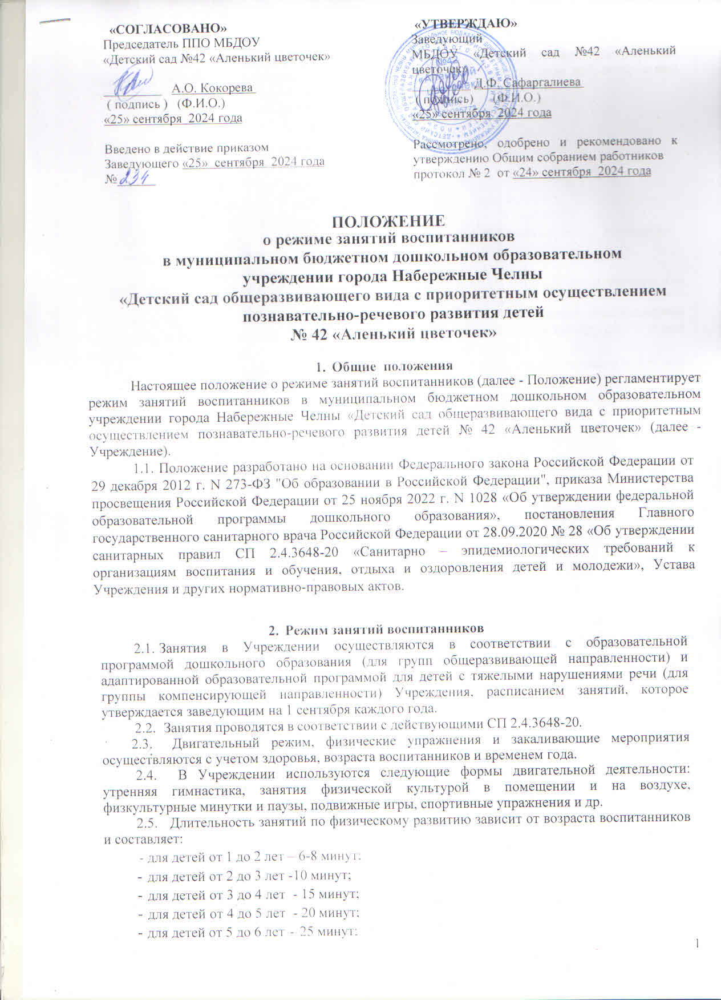 «СОГЛАСОВАНО»
Председатель ППО МБДОУ
«Детский сад №42 «Аленький цветочек»
А.О. Кокорева
( подпись ) (Ф.И.О.)
«25» сентября 2024 года
Введено в действие приказом
Заведующего «25» сентября 2024 года
№ 234
«УТВЕРЖДАЮ»
Заведующий
МБДОУ «Детский сад №42 «Аленький
цветочек»
Д.Ф. Сафаргалиева
( подпись) (Ф.И.О.)
«25» сентября 2024 года
Рассмотрено, одобрено и рекомендовано к
утверждению Общим собранием работников
протокол № 2 от «24» сентября 2024 года
ПОЛОЖЕНИЕ
о режиме занятий воспитанников
в муниципальном бюджетном дошкольном образовательном
учреждении города Набережные Челны
«Детский сад общеразвивающего вида с приоритетным осуществлением
познавательно-речевого развития детей
№ 42 «Аленький цветочек»
1. Общие положения
Настоящее положение о режиме занятий воспитанников (далее - Положение) регламентирует
режим занятий воспитанников в муниципальном бюджетном дошкольном образовательном
учреждении города Набережные Челны «Детский сад общеразвивающего вида с приоритетным
осуществлением познавательно-речевого развития детей № 42 «Аленький цветочек» (далее -
Учреждение).
1.1. Положение разработано на основании Федерального закона Российской Федерации от
29 декабря 2012 г. N 273-ФЗ "Об образовании в Российской Федерации", приказа Министерства
просвещения Российской Федерации от 25 ноября 2022 г. N 1028 «Об утверждении федеральной
образовательной программы дошкольного образования», постановления Главного
государственного санитарного врача Российской Федерации от 28.09.2020 № 28 «Об утверждении
санитарных правил СП 2.4.3648-20 «Санитарно – эпидемиологических требований к
организациям воспитания и обучения, отдыха и оздоровления детей и молодежи», Устава
Учреждения и других нормативно-правовых актов.
2. Режим занятий воспитанников
2.1. Занятия в Учреждении осуществляются в соответствии с образовательной
программой дошкольного образования (для групп общеразвивающей направленности) и
адаптированной образовательной программой для детей с тяжелыми нарушениями речи (для
группы компенсирующей направленности) Учреждения, расписанием занятий, которое
утверждается заведующим на 1 сентября каждого года.
2.2. Занятия проводятся в соответствии с действующими СП 2.4.3648-20.
2.3. Двигательный режим, физические упражнения и закаливающие мероприятия
осуществляются с учетом здоровья, возраста воспитанников и временем года.
2.4. В Учреждении используются следующие формы двигательной деятельности:
утренняя гимнастика, занятия физической культурой в помещении и на воздухе,
физкультурные минутки и паузы, подвижные игры, спортивные упражнения и др.
2.5. Длительность занятий по физическому развитию зависит от возраста воспитанников
и составляет:
- для детей от 1 до 2 лет – 6-8 минут;
- для детей от 2 до 3 лет -10 минут;
- для детей от 3 до 4 лет - 15 минут;
- для детей от 4 до 5 лет - 20 минут;
- для детей от 5 до 6 лет - 25 минут;
1